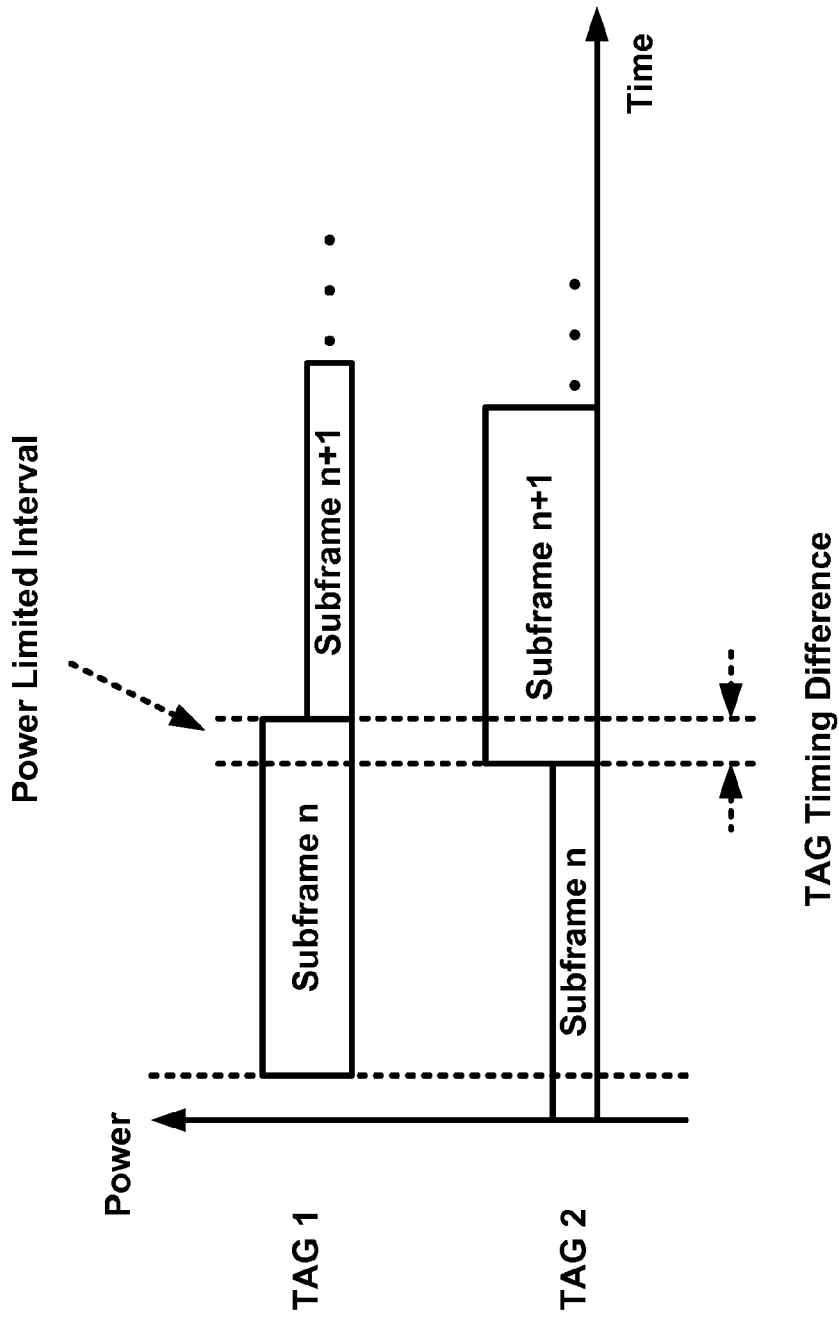 Power Limited Interval
Power
TAG 1
Subframe n
Subframe n+1
TAG 2
Subframe n
Subframe n+1
Time
TAG Timing Difference